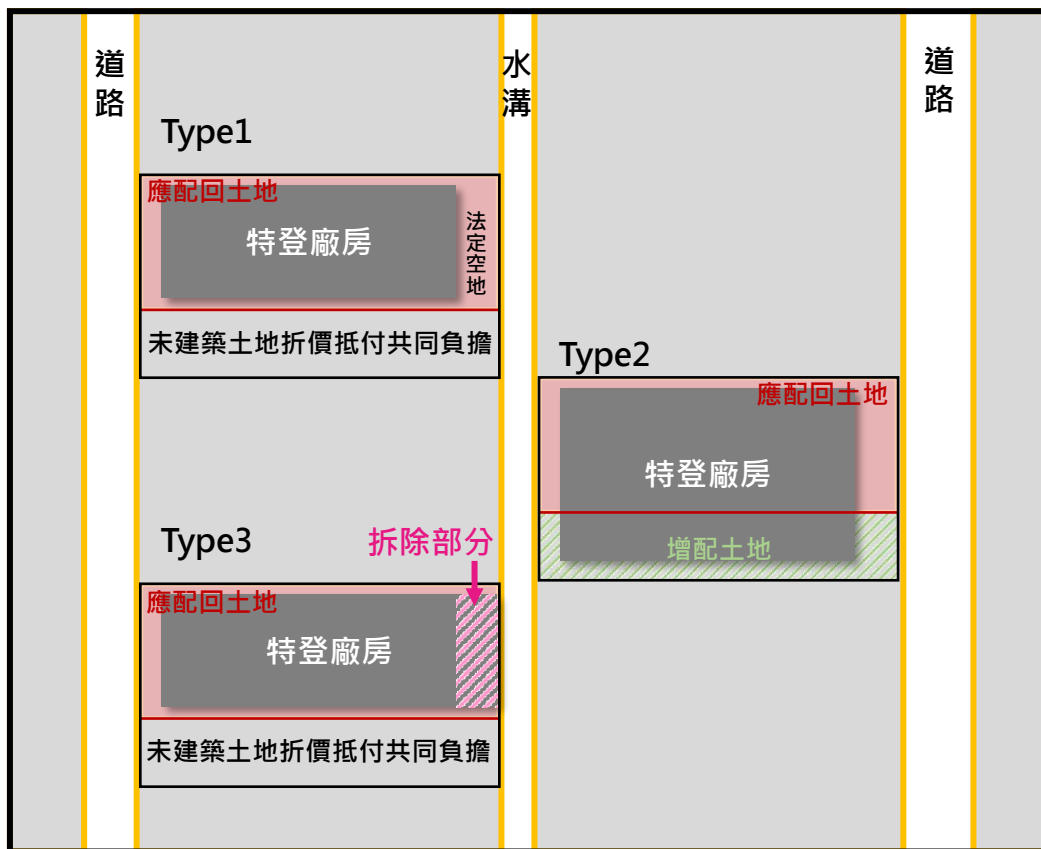 道路
水溝
道路
Type1
應配回土地
特登廠房
法定空地
未建築土地折價抵付共同負擔
Type2
應配回土地
特登廠房
增配土地
Type3
拆除部分
應配回土地
特登廠房
未建築土地折價抵付共同負擔